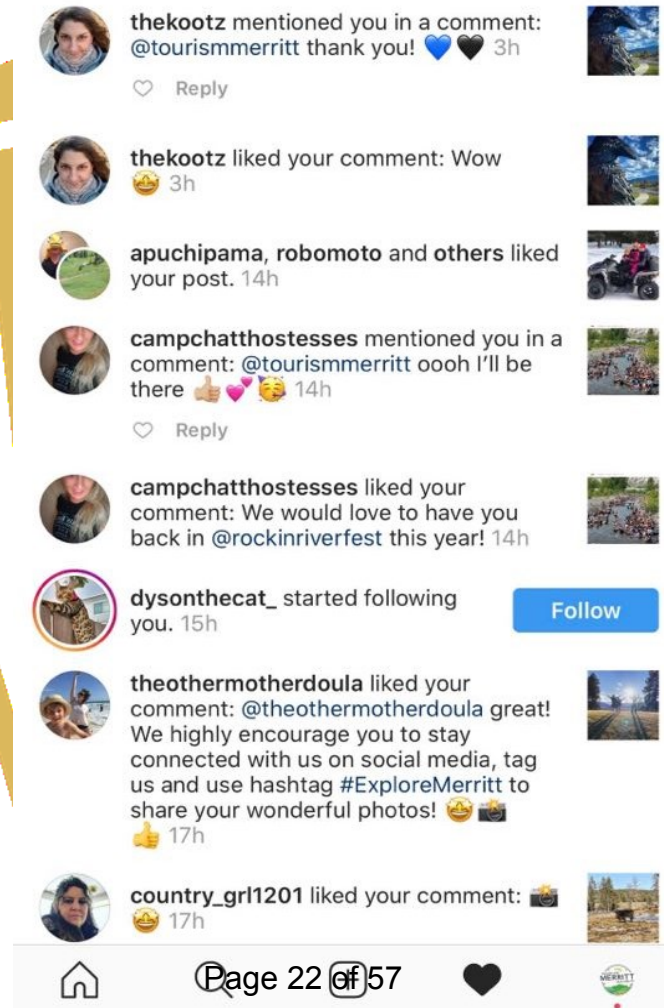 thekootz mentioned you in a comment:
@tourismmerritt thank you! 💙🖤 3h
Reply
thekootz liked your comment: Wow
🤩 3h
apuchipama, robomoto and others liked
your post. 14h
campchatthostesses mentioned you in a
comment: @tourismmerritt oooh I’ll be
there 👍🏼💕🥳 14h
Reply
campchatthostesses liked your
comment: We would love to have you
back in @rockinriverfest this year! 14h
dysonthecat_ started following
you. 15h
Follow
theothermotherdoula liked your
comment: @theothermotherdoula great!
We highly encourage you to stay
connected with us on social media, tag
us and use hashtag #ExploreMerritt to
share your wonderful photos! 🤩📸
👍 17h
country_grl1201 liked your comment: 📸
🤩 17h
Page 22 of 57
MERRITT